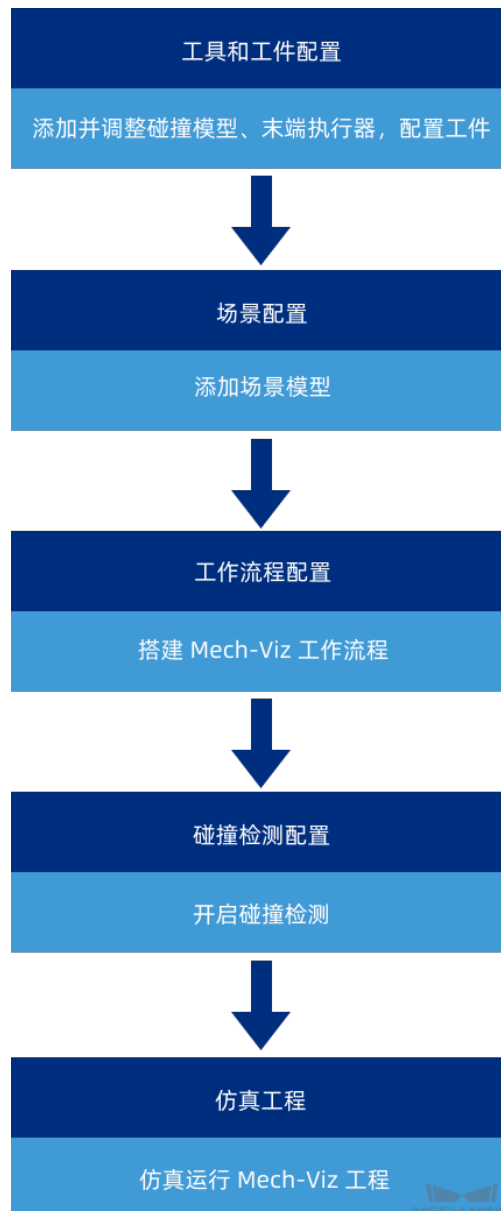 工具和工件配置
添加并调整碰撞模型、末端执行器，配置工件
场景配置
添加场景模型
工作流程配置
搭建 Mech-Viz 工作流程
碰撞检测配置
开启碰撞检测
仿真工程
仿真运行 Mech-Viz 工程